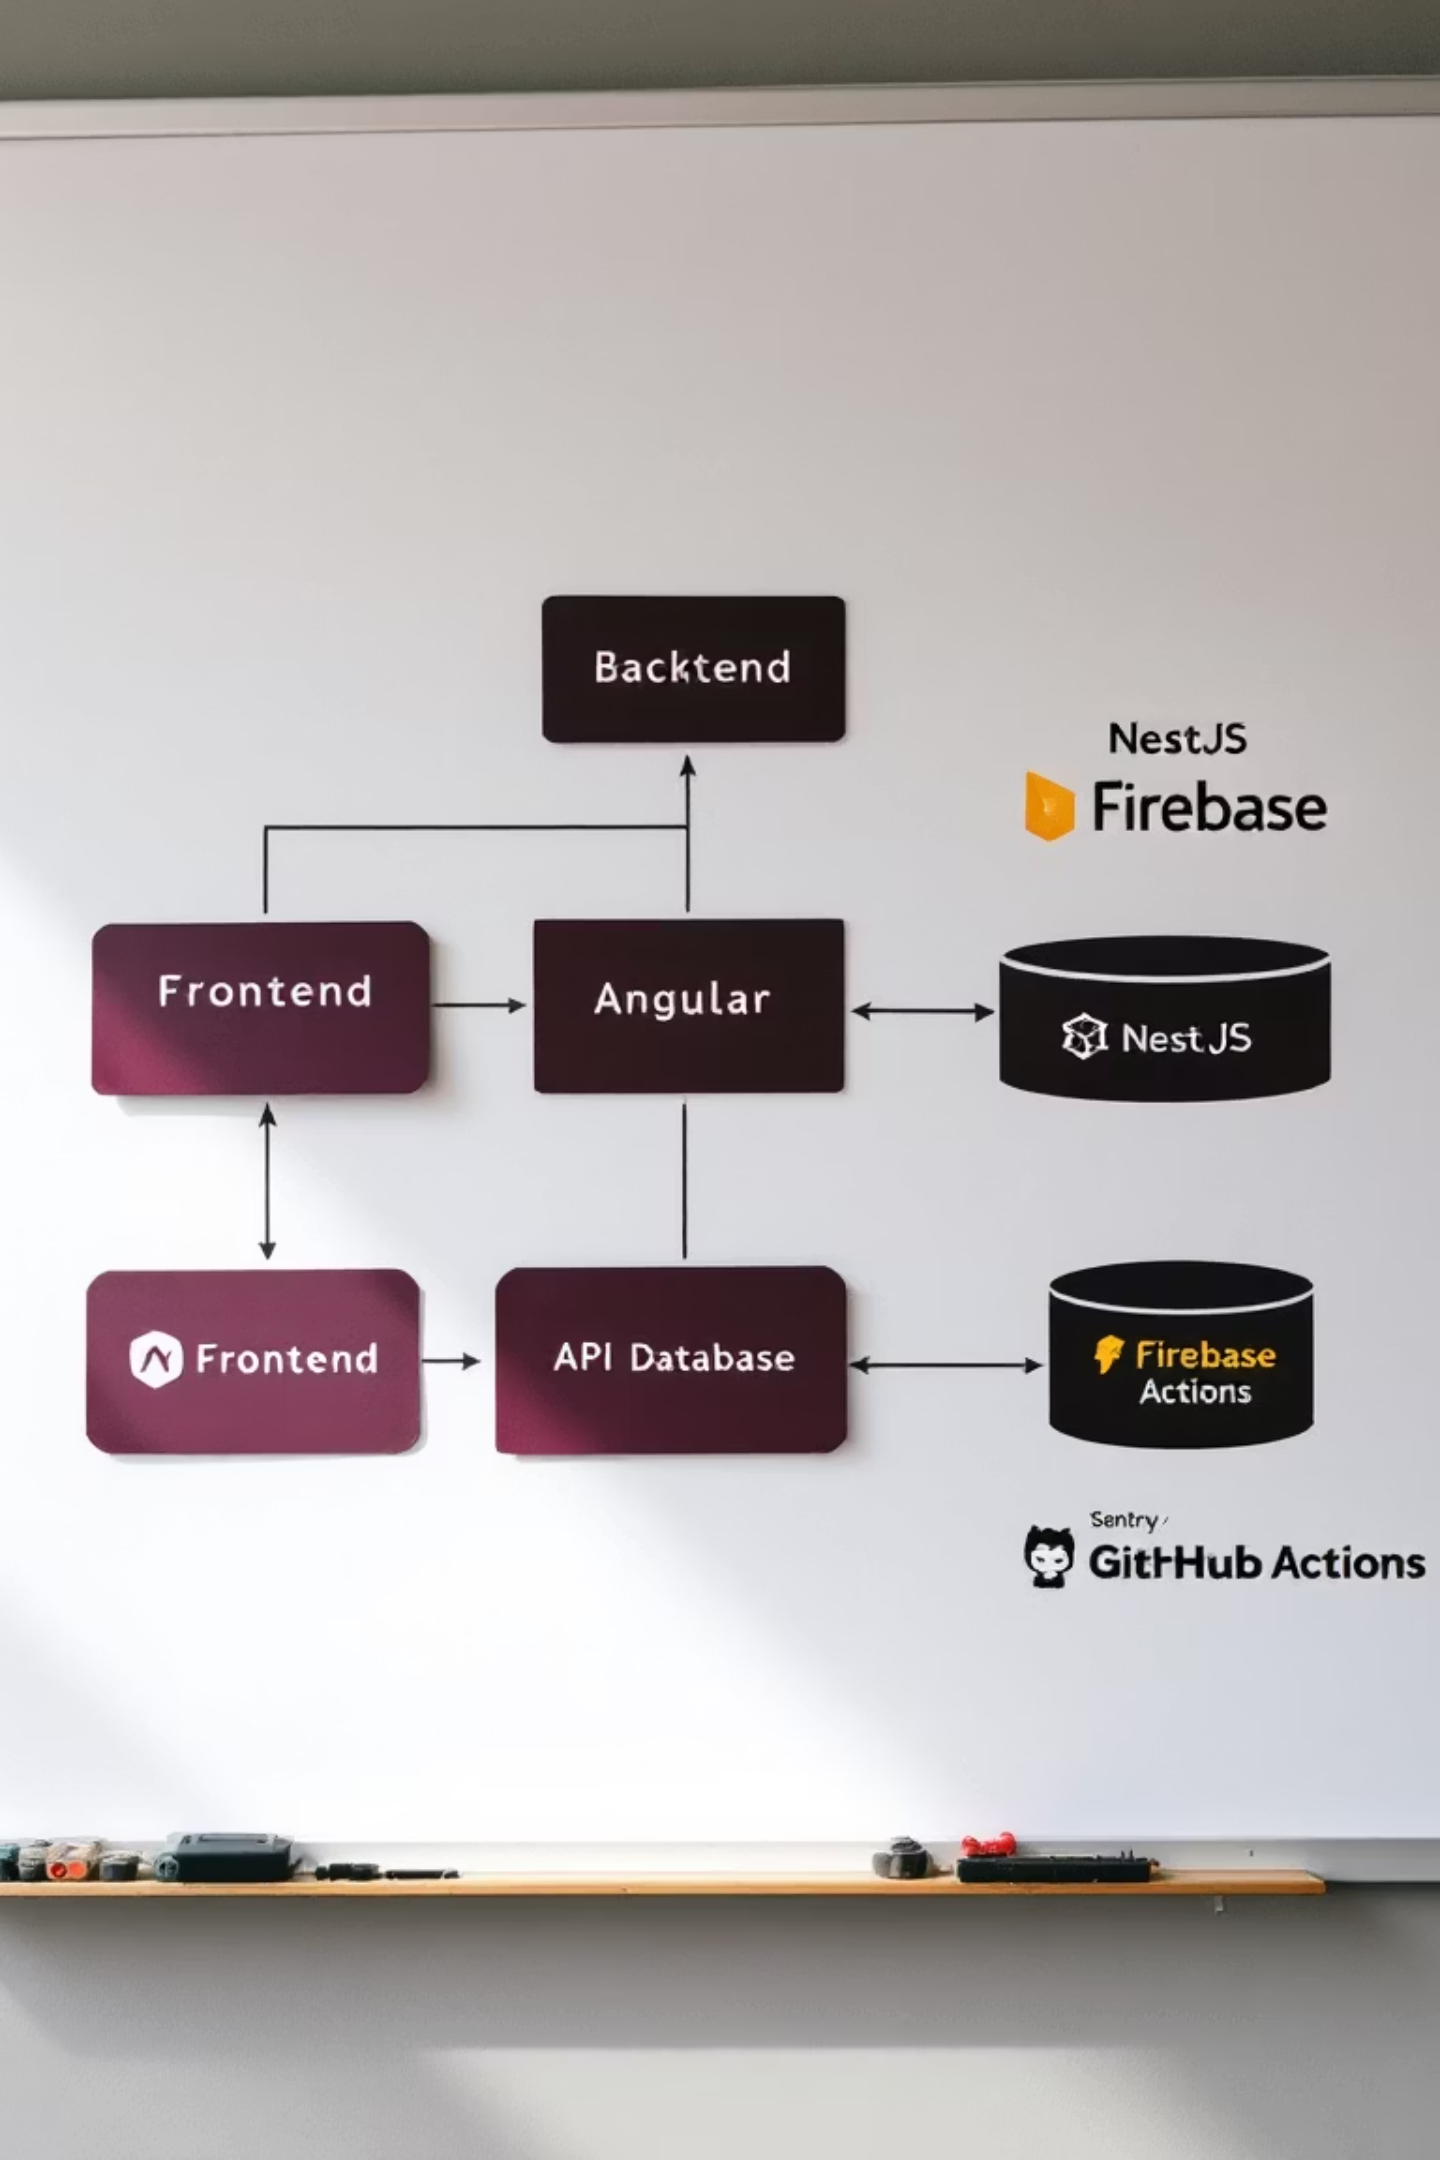 Backtend
NestJS
Firebase
Frontend
Angular
NestJS
Frontend
API Database
Firebase
Actions
Sentry
GitHub Actions